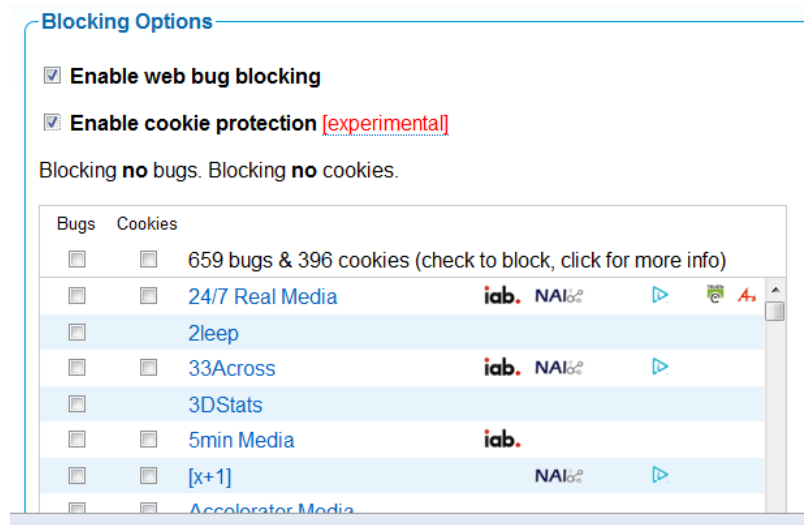 Blocking Options
Enable web bug blocking
Enable cookie protection [experimental]
Blocking no bugs. Blocking no cookies.
Bugs Cookies
659 bugs & 396 cookies (check to block, click for more info)
24/7 Real Media iab. NAI
2leep
33Across iab. NAI
3DStats
5min Media iab.
[x+1] NAI
Accelerator Media